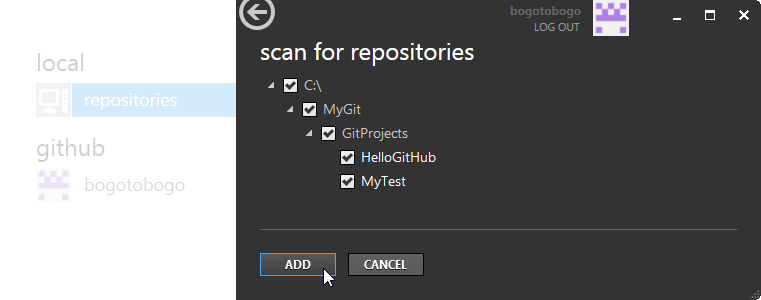 local
repositories
github
bogotobogo
bogotobogo
LOG OUT
scan for repositories
C:\
MyGit
GitProjects
HelloGitHub
MyTest
ADD
CANCEL